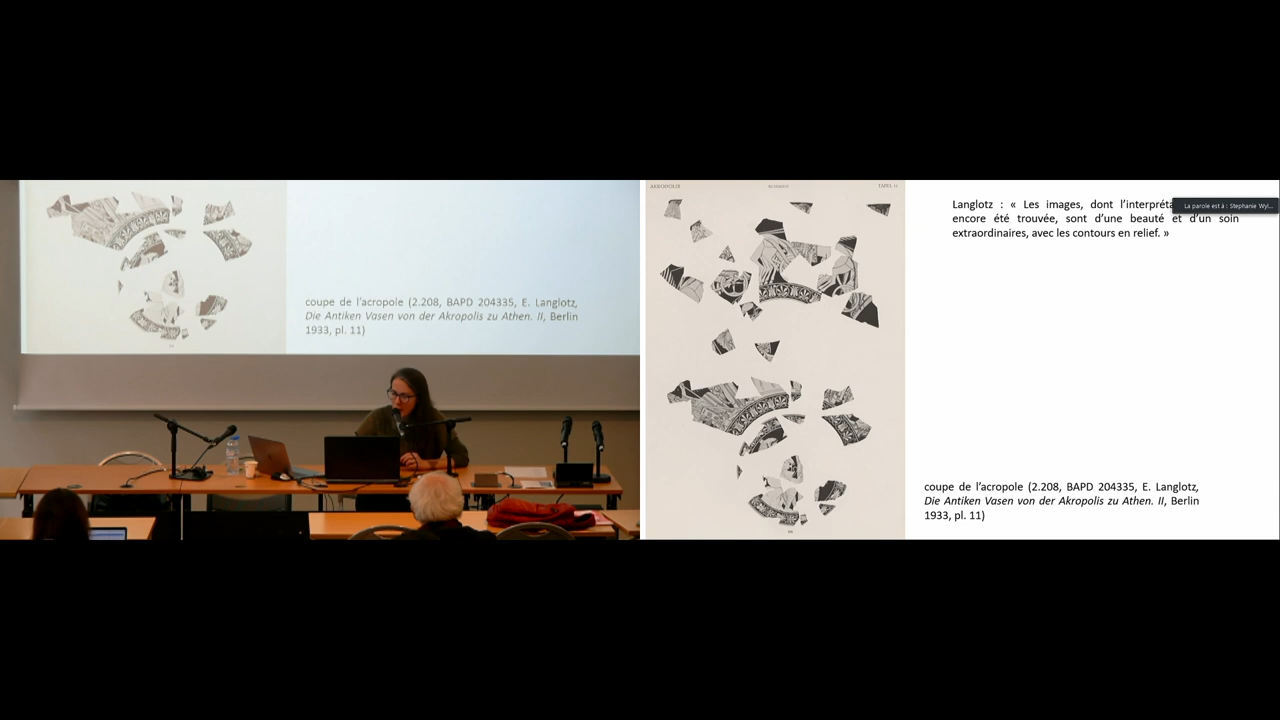 coupe de l'acropole (2.208, BAPD 204335, E. Langlotz,
Die Antiken Vasen von der Akropolis zu Athen. II, Berlin
1933, pl. 11)
AKROPOLIS
TAFEL 11
Langlotz : « Les images, dont l'interpréta
La parole est à : Stephanie Wyl...
encore été trouvée, sont d'une beauté et d'un soin
extraordinaires, avec les contours en relief. »
coupe de l'acropole (2.208, BAPD 204335, E. Langlotz,
Die Antiken Vasen von der Akropolis zu Athen. II, Berlin
1933, pl. 11)